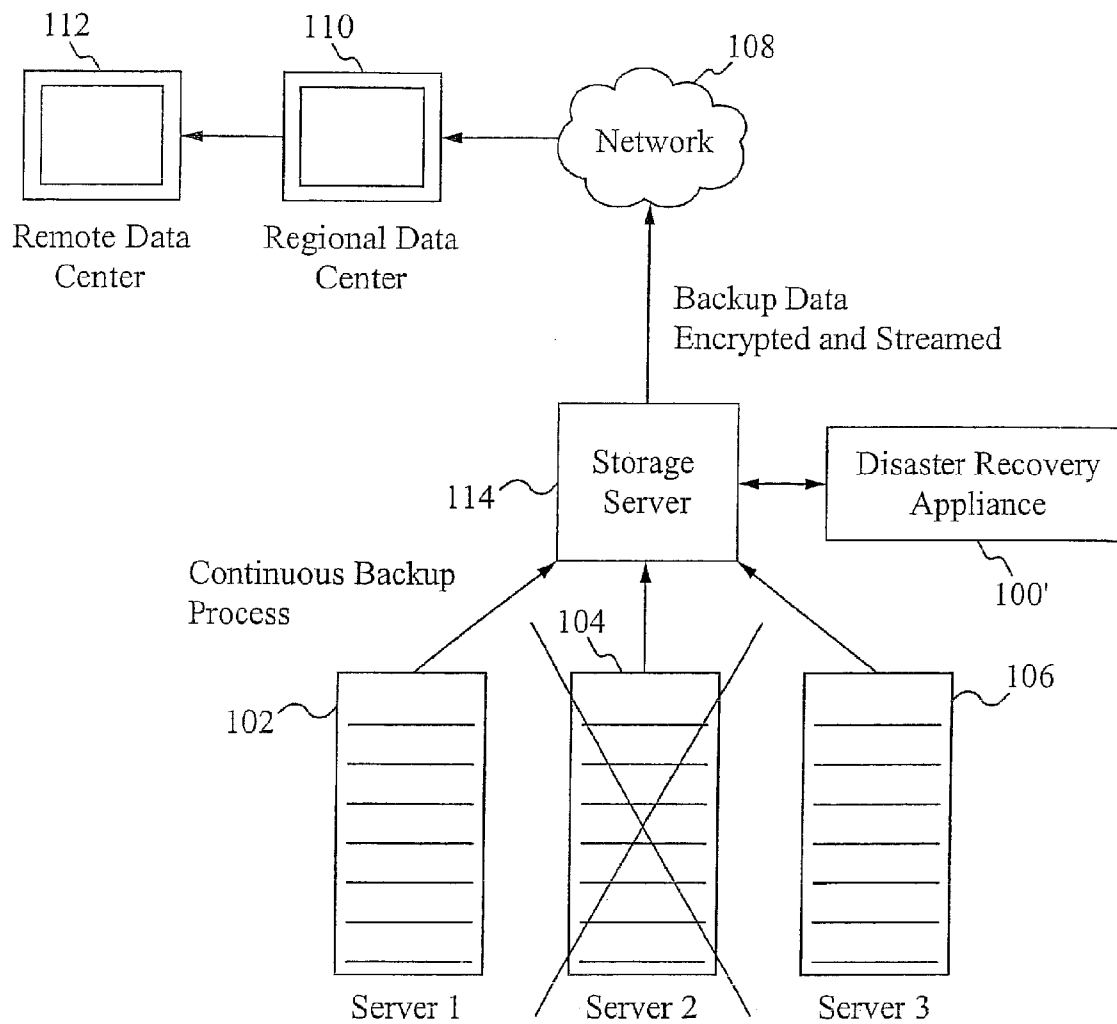 112
110
108
Network
Remote Data
Center
Regional Data
Center
Backup Data
Encrypted and Streamed
Storage
Server
114
Disaster Recovery
Appliance
100'
Continuous Backup
Process
104
102
106
Server 1
Server 2
Server 3